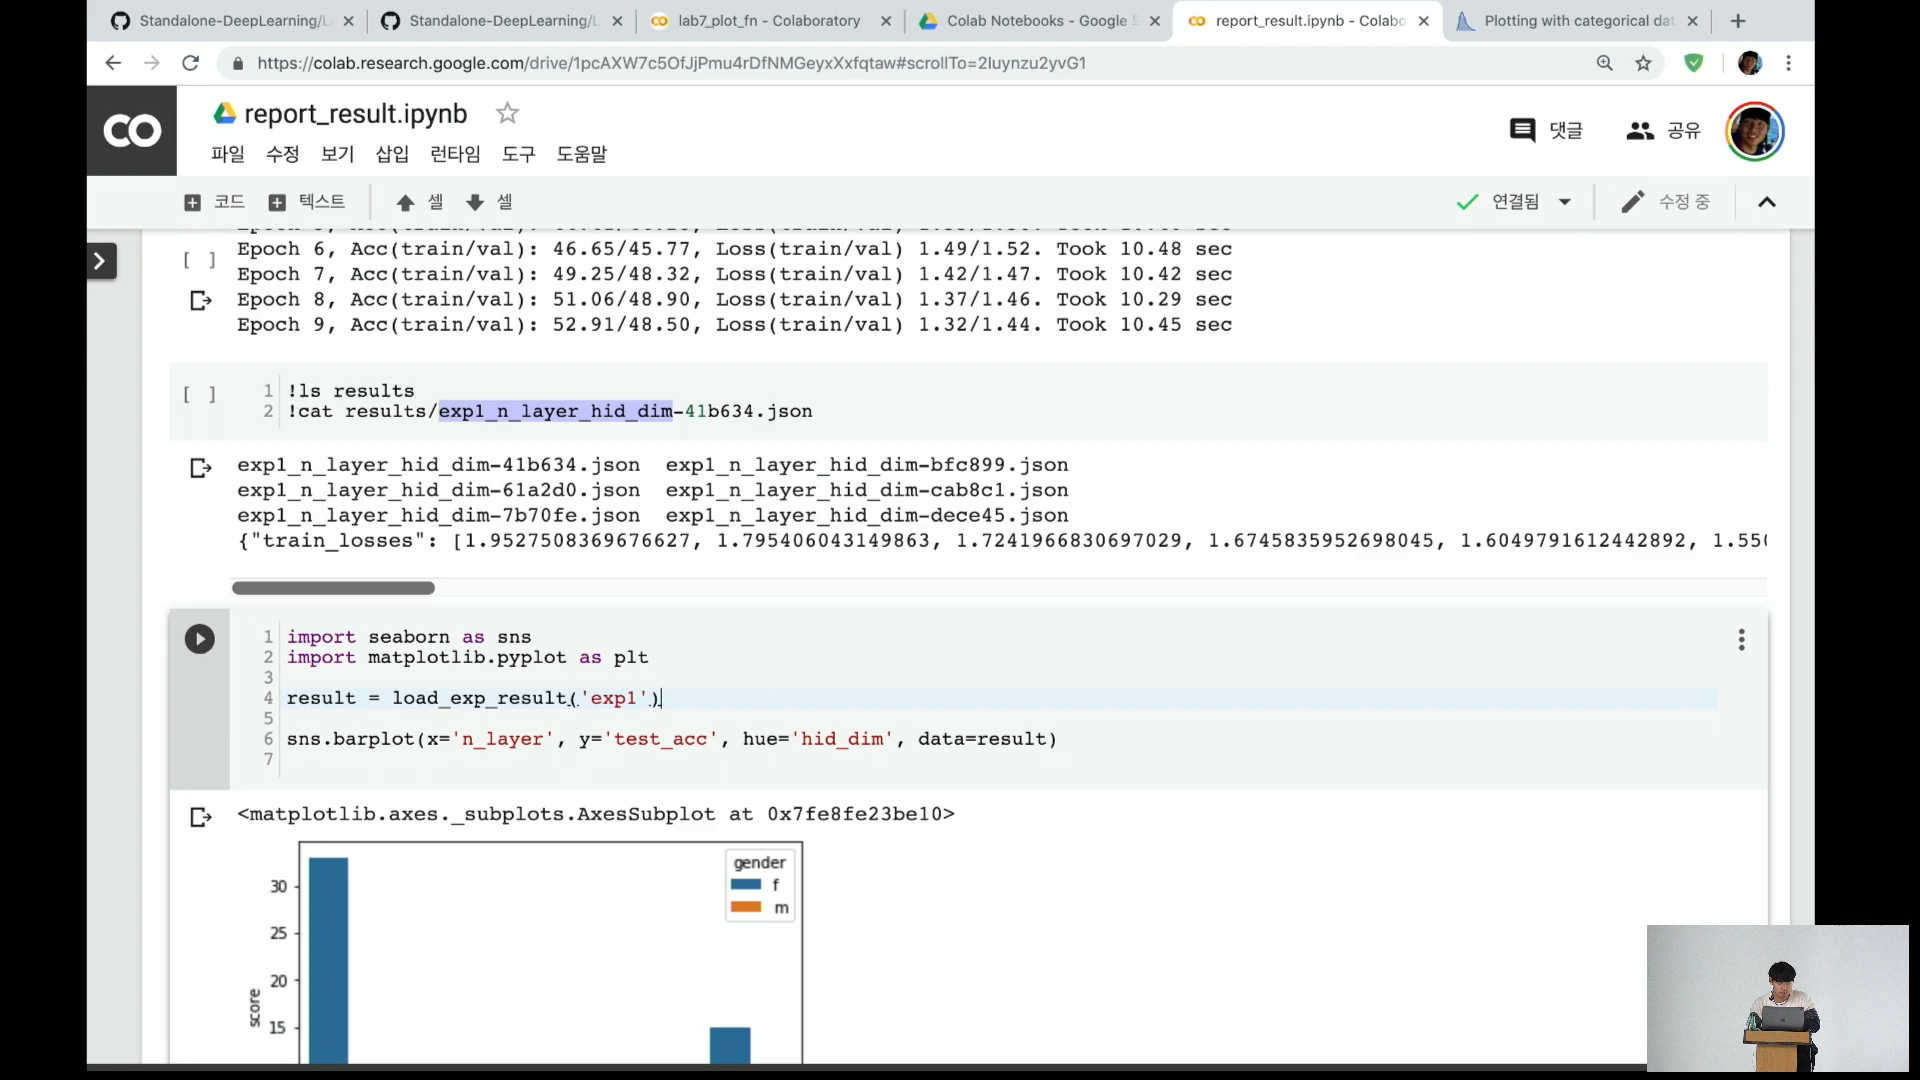 Standalone-DeepLearning/L
Standalone-DeepLearning/L
lab7_plot_fn - Colaboratory
Colab Notebooks - Google
report_result.ipynb - Colabo
Plotting with categorical dat
https://colab.research.google.com/drive/1pcAXW7c5OfJjPmu4rDfNMGeyxXxfqtaw#scrollTo=2Iuynzu2yvG1
CO
report_result.ipynb
댓글
공유
파일 수정 보기 삽입 런타임 도구 도움말
코드 텍스트 셀 셀
연결됨
수정 중
Epoch 6, Acc(train/val): 46.65/45.77, Loss(train/val) 1.49/1.52. Took 10.48 sec
Epoch 7, Acc(train/val): 49.25/48.32, Loss(train/val) 1.42/1.47. Took 10.42 sec
Epoch 8, Acc(train/val): 51.06/48.90, Loss(train/val) 1.37/1.46. Took 10.29 sec
Epoch 9, Acc(train/val): 52.91/48.50, Loss(train/val) 1.32/1.44. Took 10.45 sec
[ ]
[ ]
1 !ls results
2 !cat results/exp1_n_layer_hid_dim-41b634.json
exp1_n_layer_hid_dim-41b634.json exp1_n_layer_hid_dim-bfc899.json
exp1_n_layer_hid_dim-61a2d0.json exp1_n_layer_hid_dim-cab8c1.json
exp1_n_layer_hid_dim-7b70fe.json exp1_n_layer_hid_dim-dece45.json
{"train_losses": [1.9527508369676627, 1.795406043149863, 1.7241966830697029, 1.6745835952698045, 1.6049791612442892, 1.550
1 import seaborn as sns
2 import matplotlib.pyplot as plt
3
4 result = load_exp_result('exp1')
5
6 sns.barplot(x='n_layer', y='test_acc', hue='hid_dim', data=result)
7
<matplotlib.axes._subplots.AxesSubplot at 0x7fe8fe23be10>
gender
f
m
30
25
20
15
score